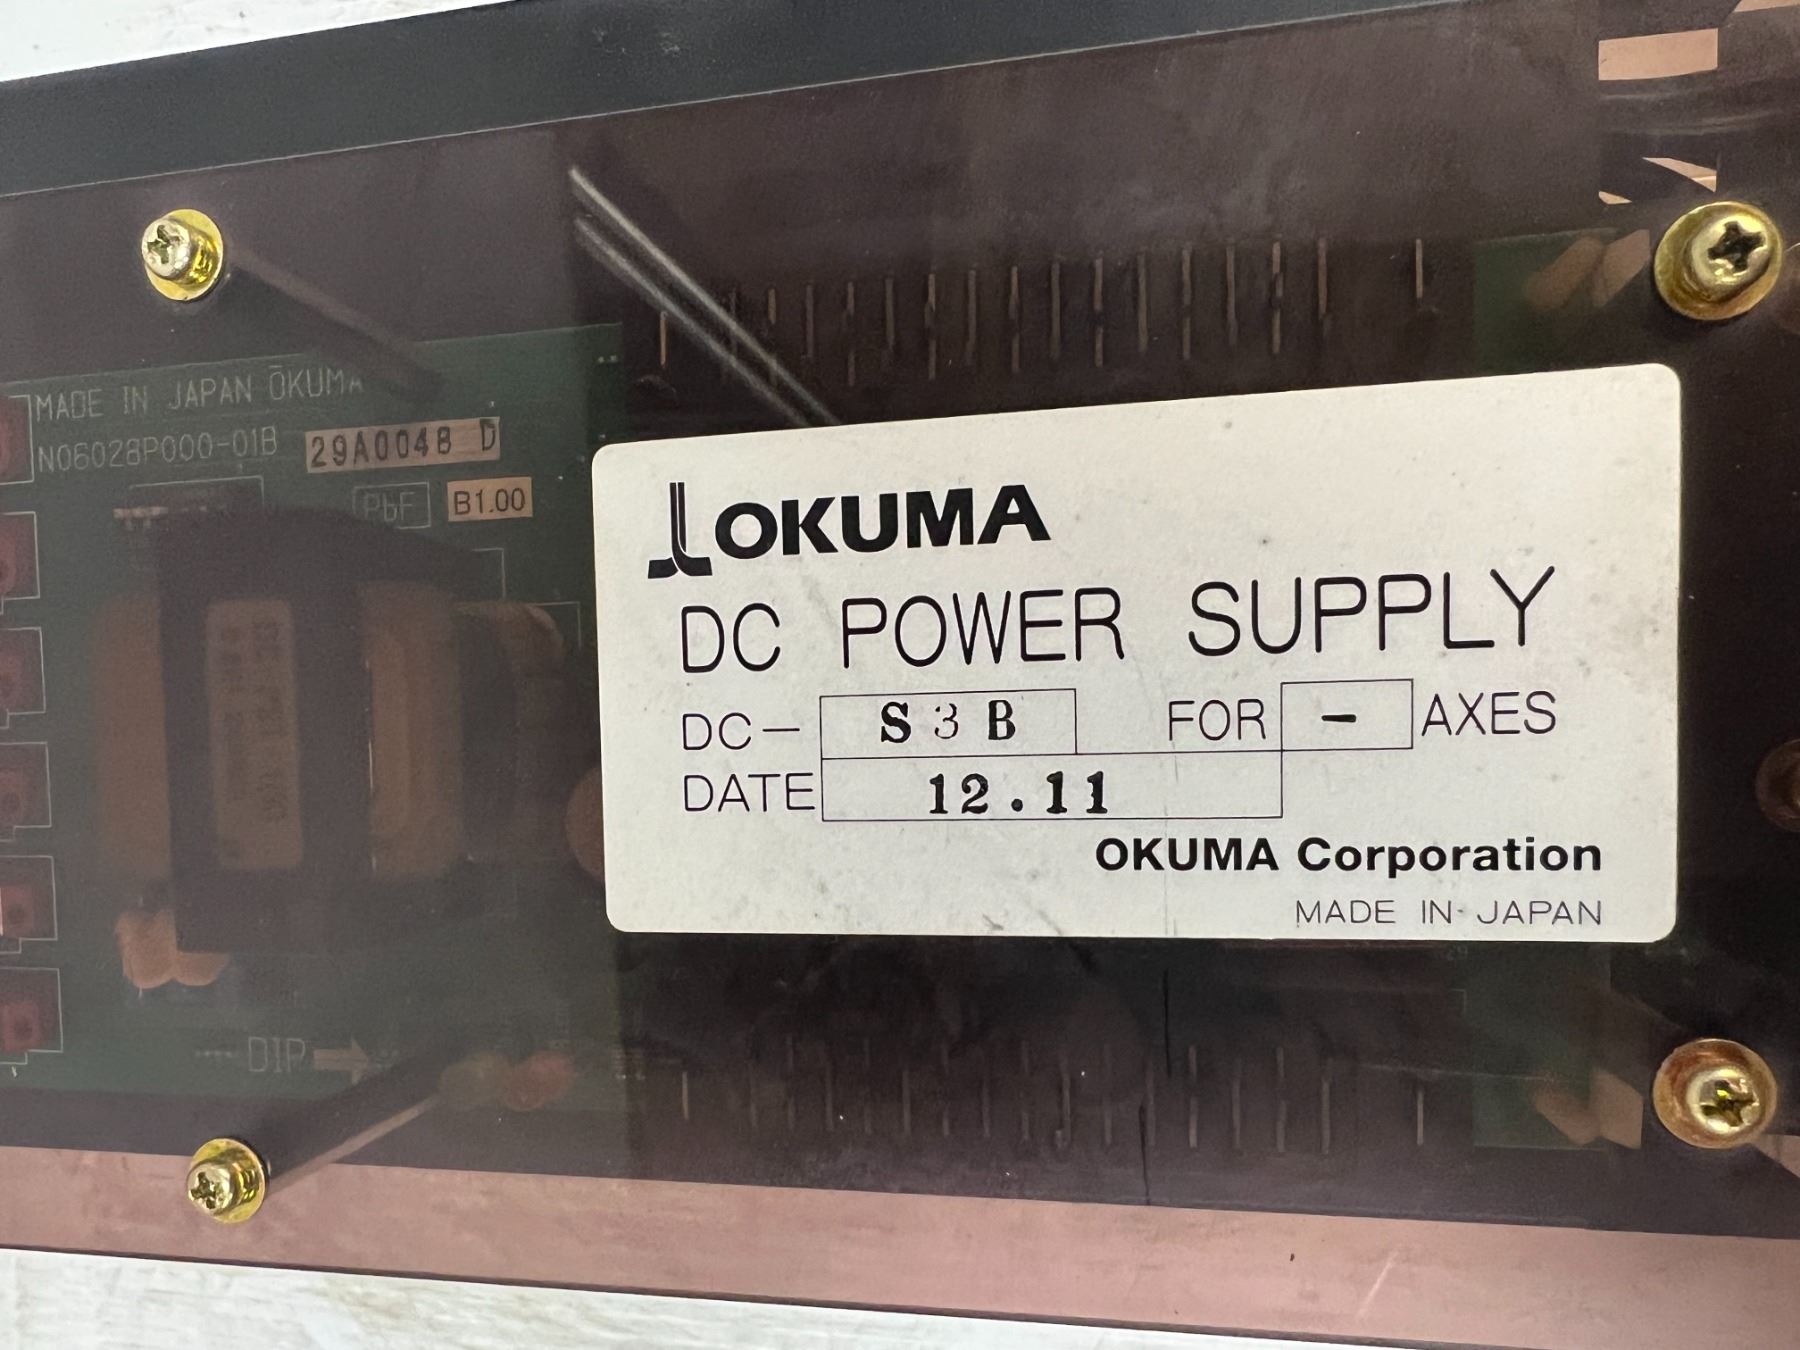 MADE IN JAPAN ŌKUMA
N06028P000-01B 29A0048 D
PbF B1.00
OKUMA
DC POWER SUPPLY
DC- S3B FOR - AXES
DATE 12.11
OKUMA Corporation
MADE IN JAPAN
DIP